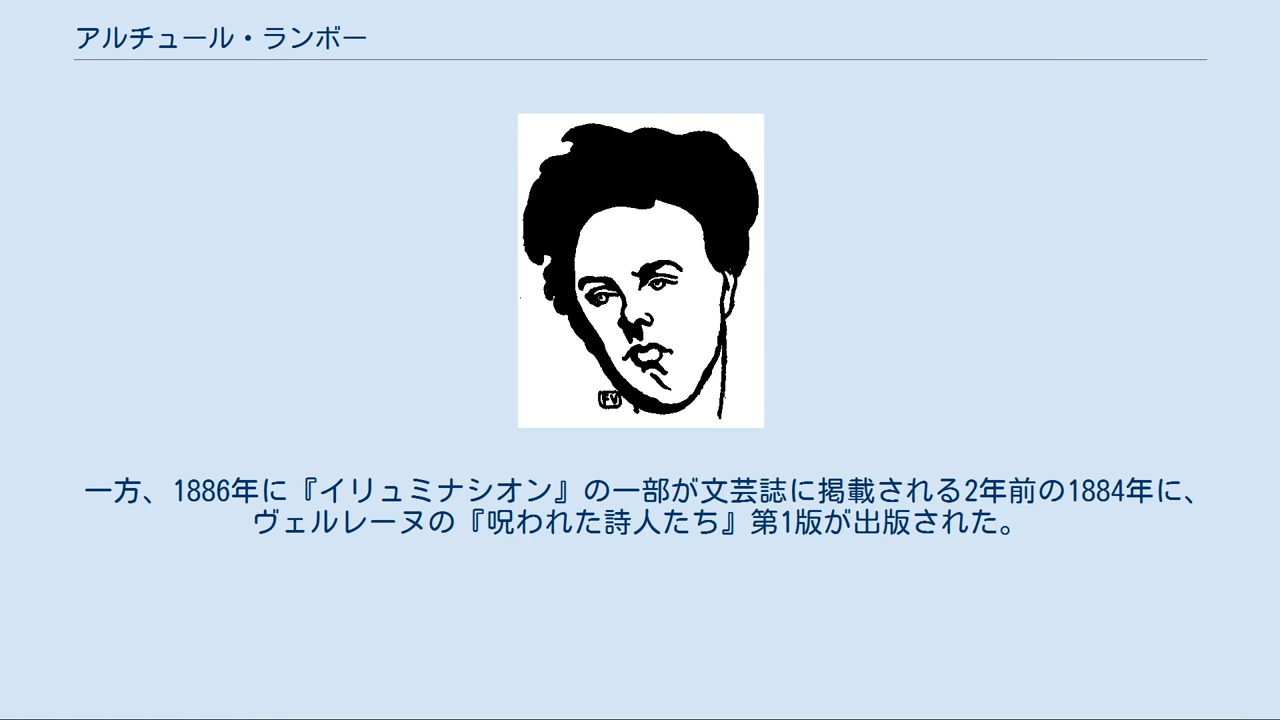 アルチュール・ランボー
FV
一方、1886年に『イリュミナシオン』の一部が文芸誌に掲載される2年前の1884年に、
ヴェルレーヌの『呪われた詩人たち』第1版が出版された。